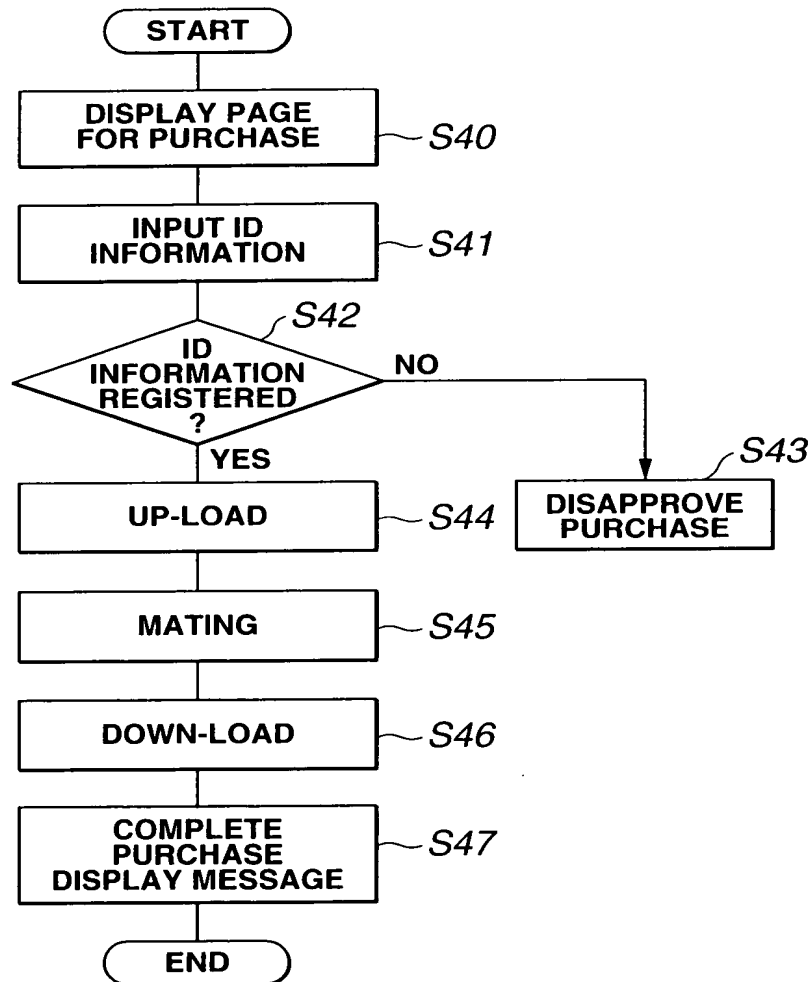 START
DISPLAY PAGE
FOR PURCHASE
S40
INPUT ID
INFORMATION
S41
S42
ID
INFORMATION
REGISTERED
?
NO
YES
S43
DISAPPROVE
PURCHASE
UP-LOAD
S44
MATING
S45
DOWN-LOAD
S46
COMPLETE
PURCHASE
DISPLAY MESSAGE
S47
END